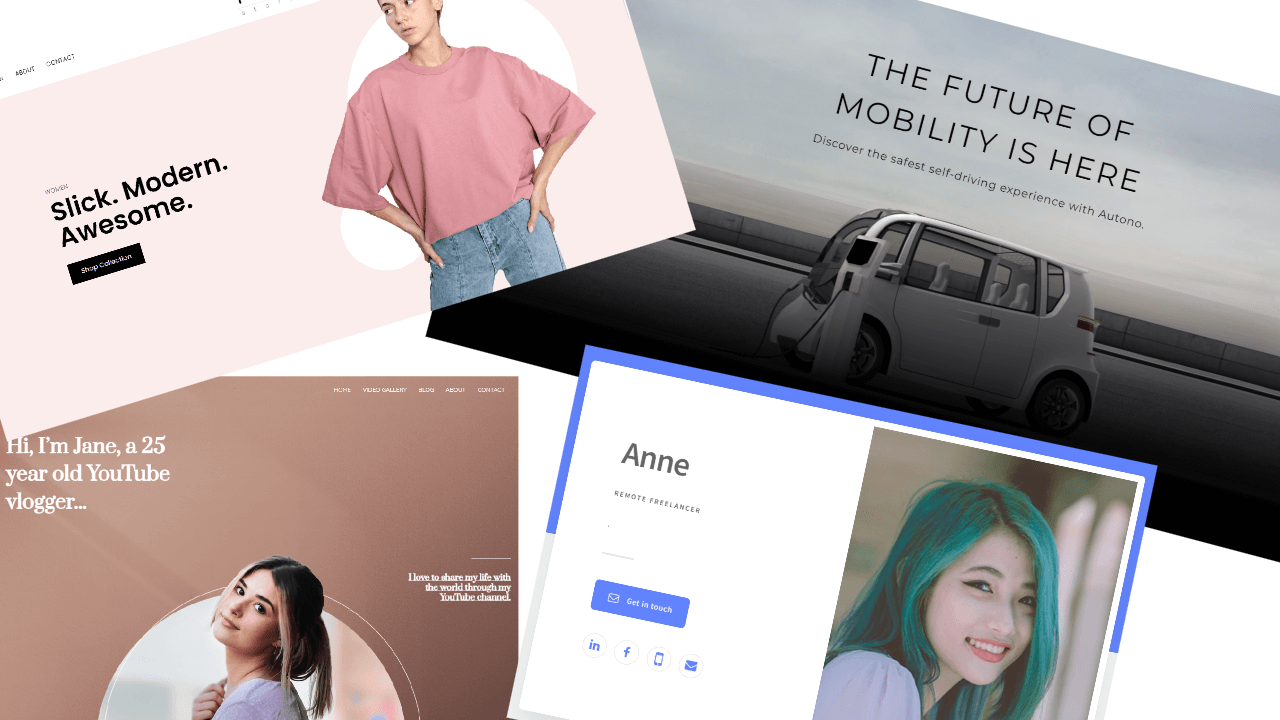 ABOUT CONTACT
WOMEN
Slick. Modern.
Awesome.
Shop Collection
THE FUTURE OF
MOBILITY IS HERE
Discover the safest self-driving experience with Autono.
HOME VIDEO GALLERY BLOG ABOUT CONTACT
Hi, I'm Jane, a 25
year old YouTube
vlogger...
I love to share my life with
the world through my
YouTube channel.
Anne
REMOTE FREELANCER
Get in touch
in
f